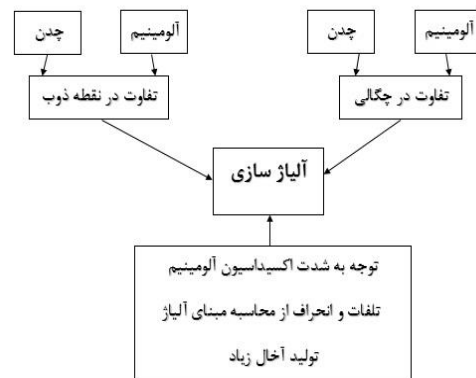 آلومینیم
چدن
آلومینیم
چدن
تفاوت در چگالی
تفاوت در نقطه ذوب
آلیاژ سازی
توجه به شدت اکسیداسیون آلومینیم
تلفات و انحراف از محاسبه مبنای آلیاژ
تولید آخال زیاد